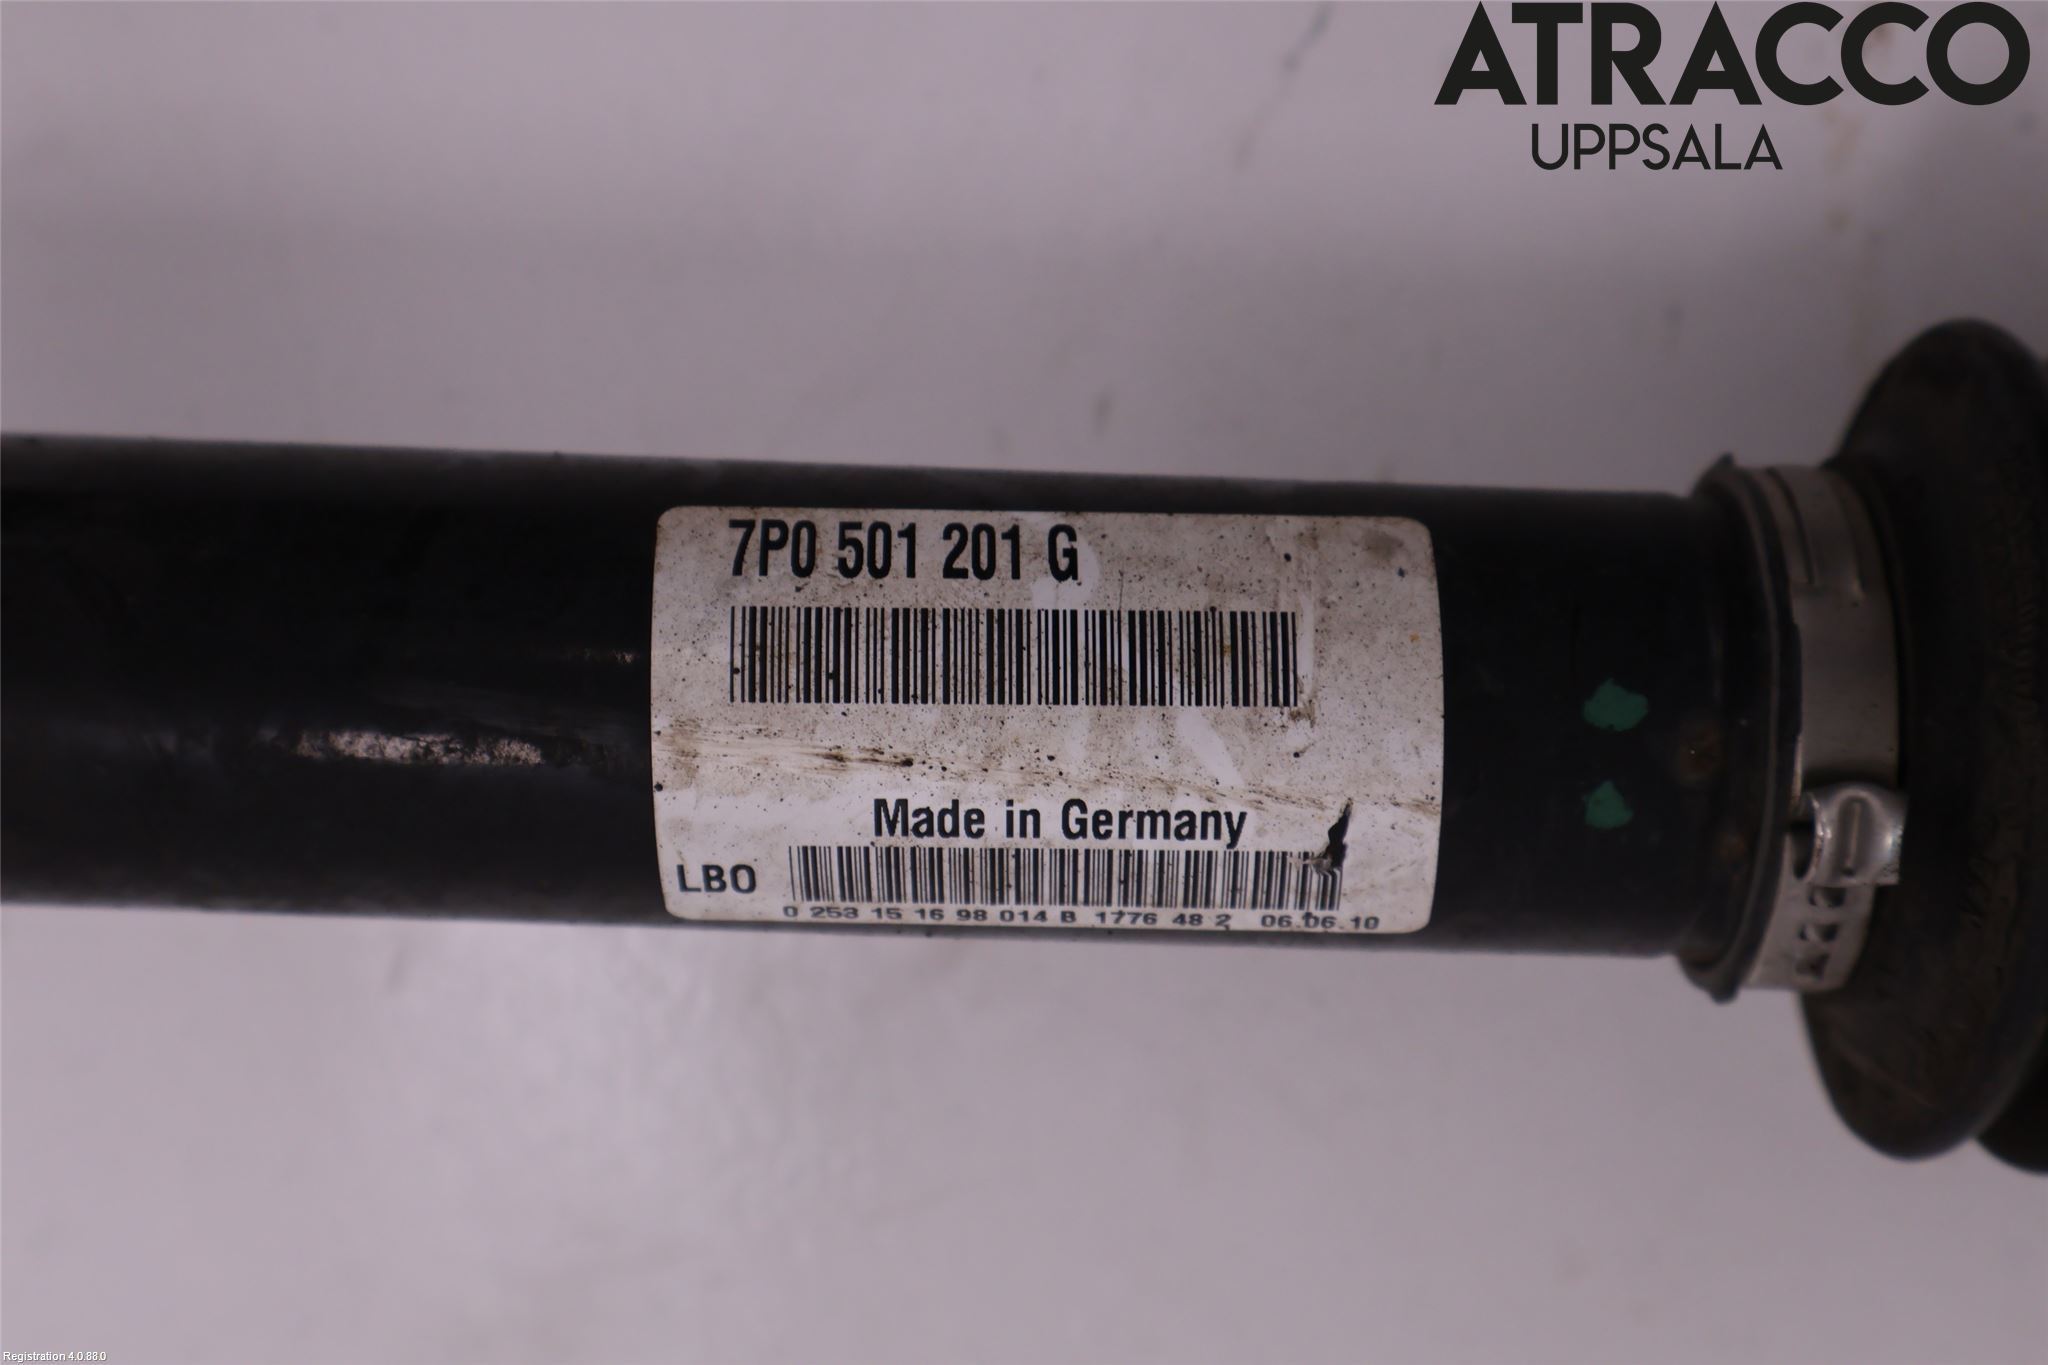 ATRACCO
UPPSALA
7P0 501 201 G
Made in Germany
LBO
0 253 15 16 98 014 B 1776 48 2 06.06.10
Registration 4.0.88.0